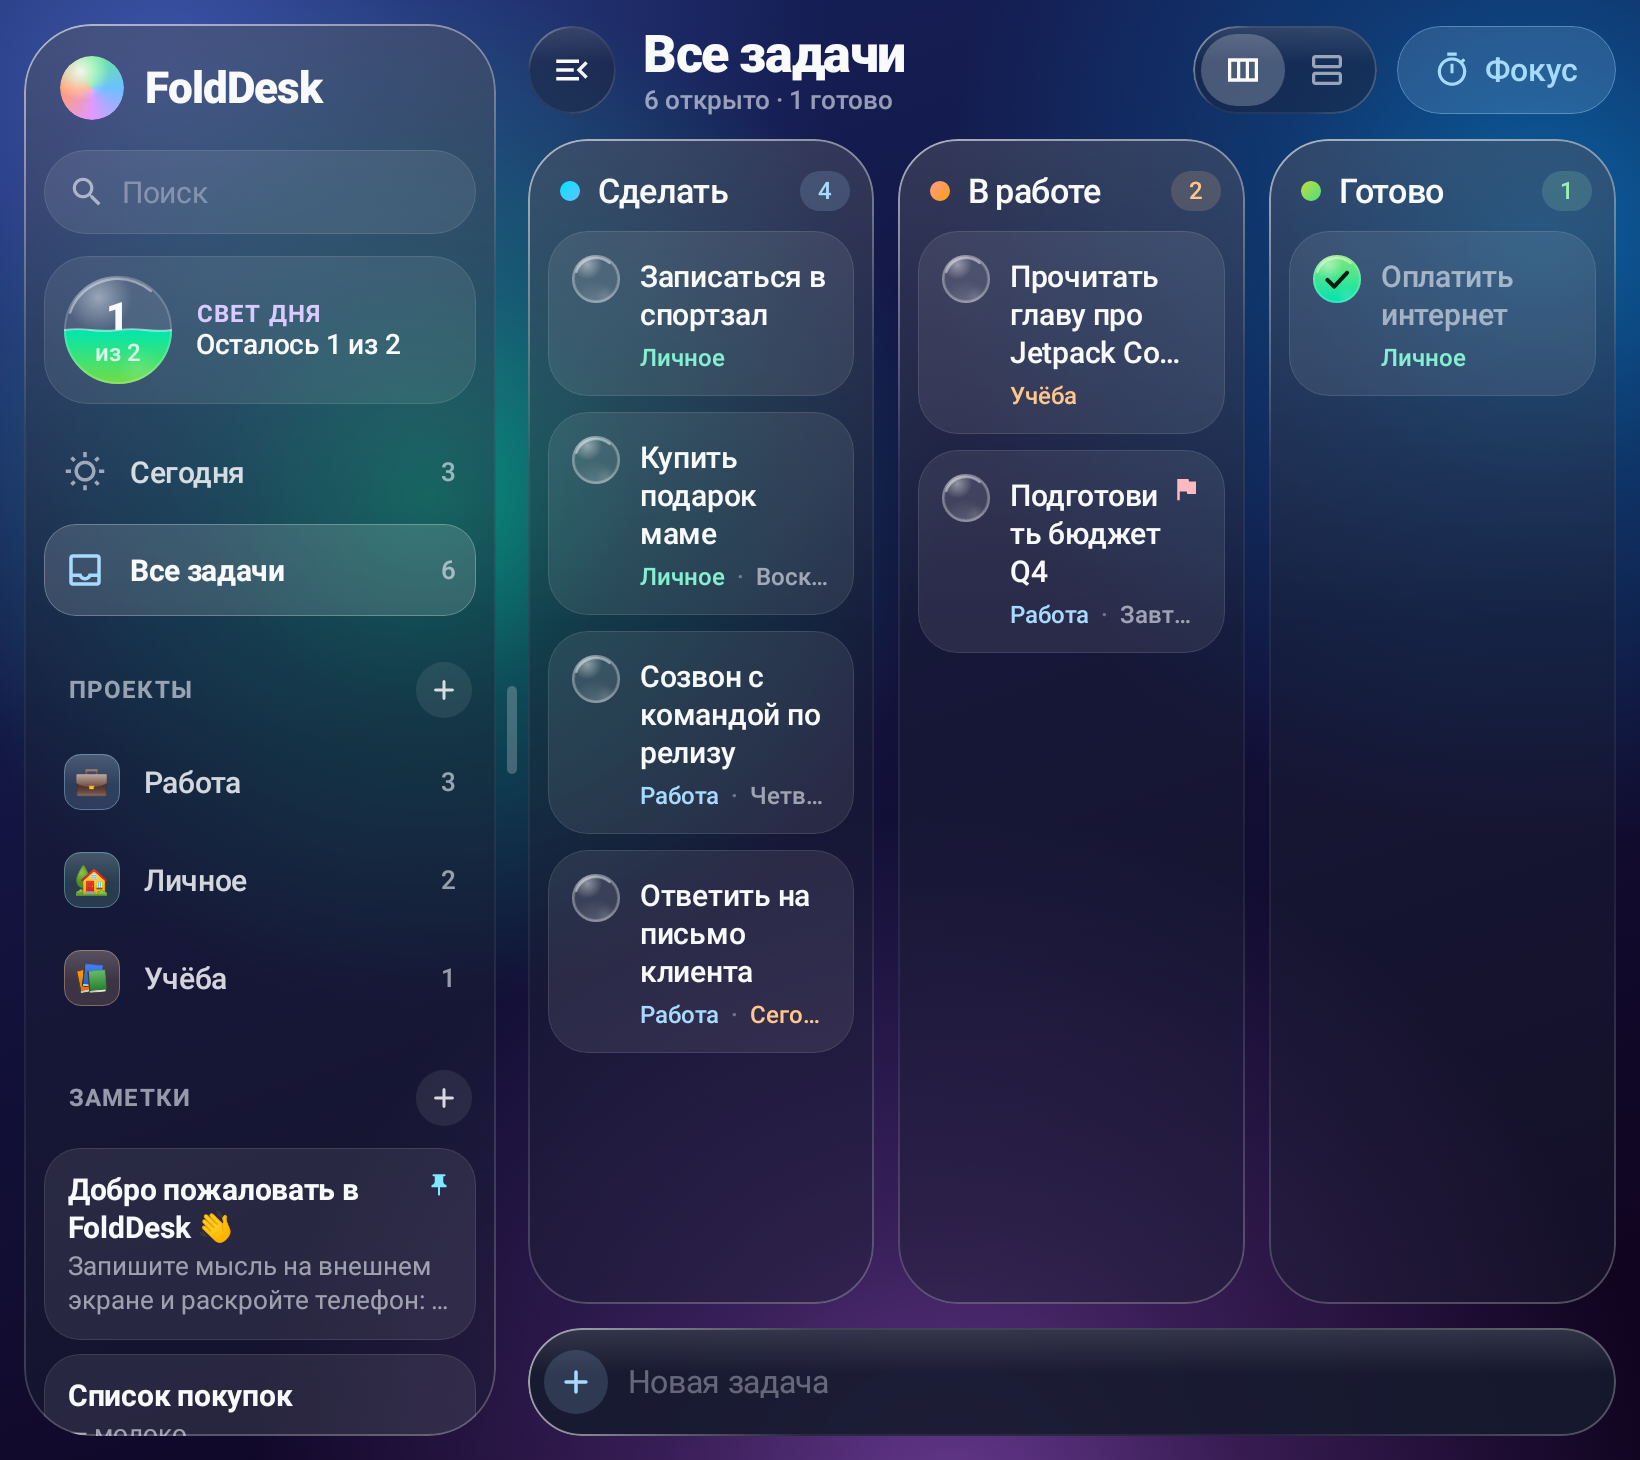 FoldDesk
Поиск
1
из 2
СВЕТ ДНЯ
Осталось 1 из 2
Сегодня 3
Все задачи 6
ПРОЕКТЫ
Работа 3
Личное 2
Учёба 1
ЗАМЕТКИ
Добро пожаловать в
FoldDesk 👋
Запишите мысль на внешнем
экране и раскройте телефон: …
Список покупок
– молоко
Все задачи
6 открыто · 1 готово
Фокус
Сделать 4
Записаться в
спортзал
Личное
Купить
подарок
маме
Личное · Воск…
Созвон с
командой по
релизу
Работа · Четв…
Ответить на
письмо
клиента
Работа · Сего…
В работе 2
Прочитать
главу про
Jetpack Co…
Учёба
Подготови
ть бюджет
Q4
Работа · Завт…
Готово 1
Оплатить
интернет
Личное
Новая задача